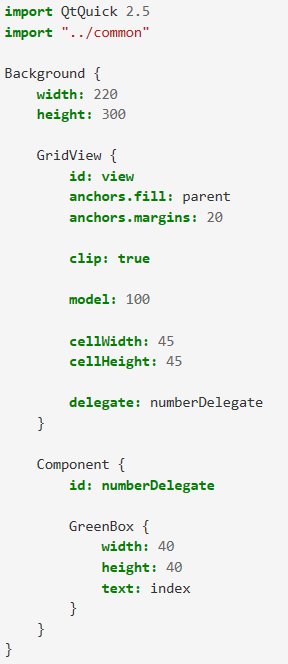 import QtQuick 2.5
import "../common"

Background {
    width: 220
    height: 300

    GridView {
        id: view
        anchors.fill: parent
        anchors.margins: 20

        clip: true

        model: 100

        cellWidth: 45
        cellHeight: 45

        delegate: numberDelegate
    }

    Component {
        id: numberDelegate

        GreenBox {
            width: 40
            height: 40
            text: index
        }
    }
}